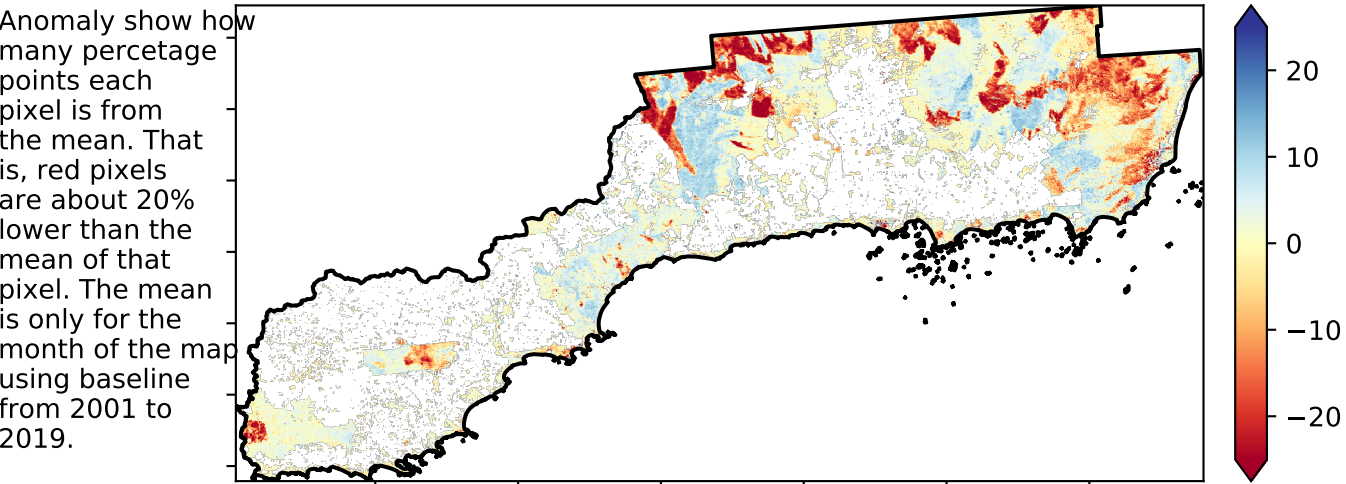 Anomaly show how
many percetage
points each
pixel is from
the mean. That
is, red pixels
are about 20%
lower than the
mean of that
pixel. The mean
is only for the
month of the map
using baseline
from 2001 to
2019.
20
10
0
−10
−20